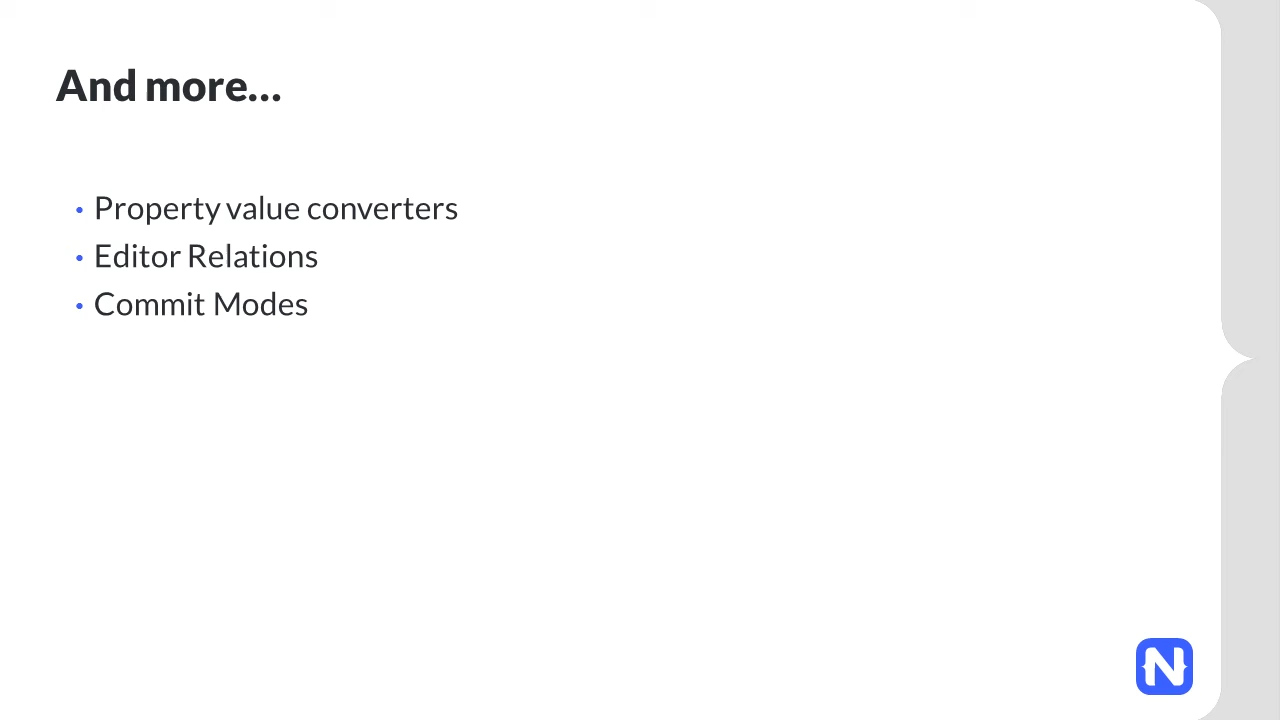 And more...
• Property value converters
• Editor Relations
• Commit Modes
N